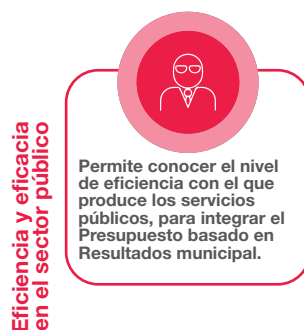 Eficiencia y eficacia
en el sector público
Permite conocer el nivel
de eficiencia con el que
produce los servicios
públicos, para integrar el
Presupuesto basado en
Resultados municipal.